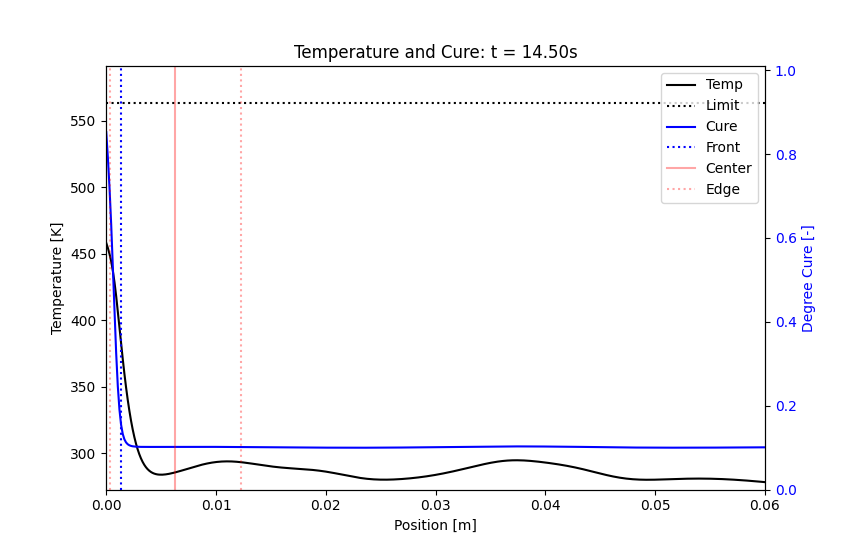 Temperature and Cure: t = 14.50s
Temperature [K]
550
500
450
400
350
300
Temp
Limit
Cure
Front
Center
Edge
1.0
0.8
0.6
0.4
0.2
0.0
Degree Cure [-]
0.00
0.01
0.02
0.03
0.04
0.05
0.06
Position [m]